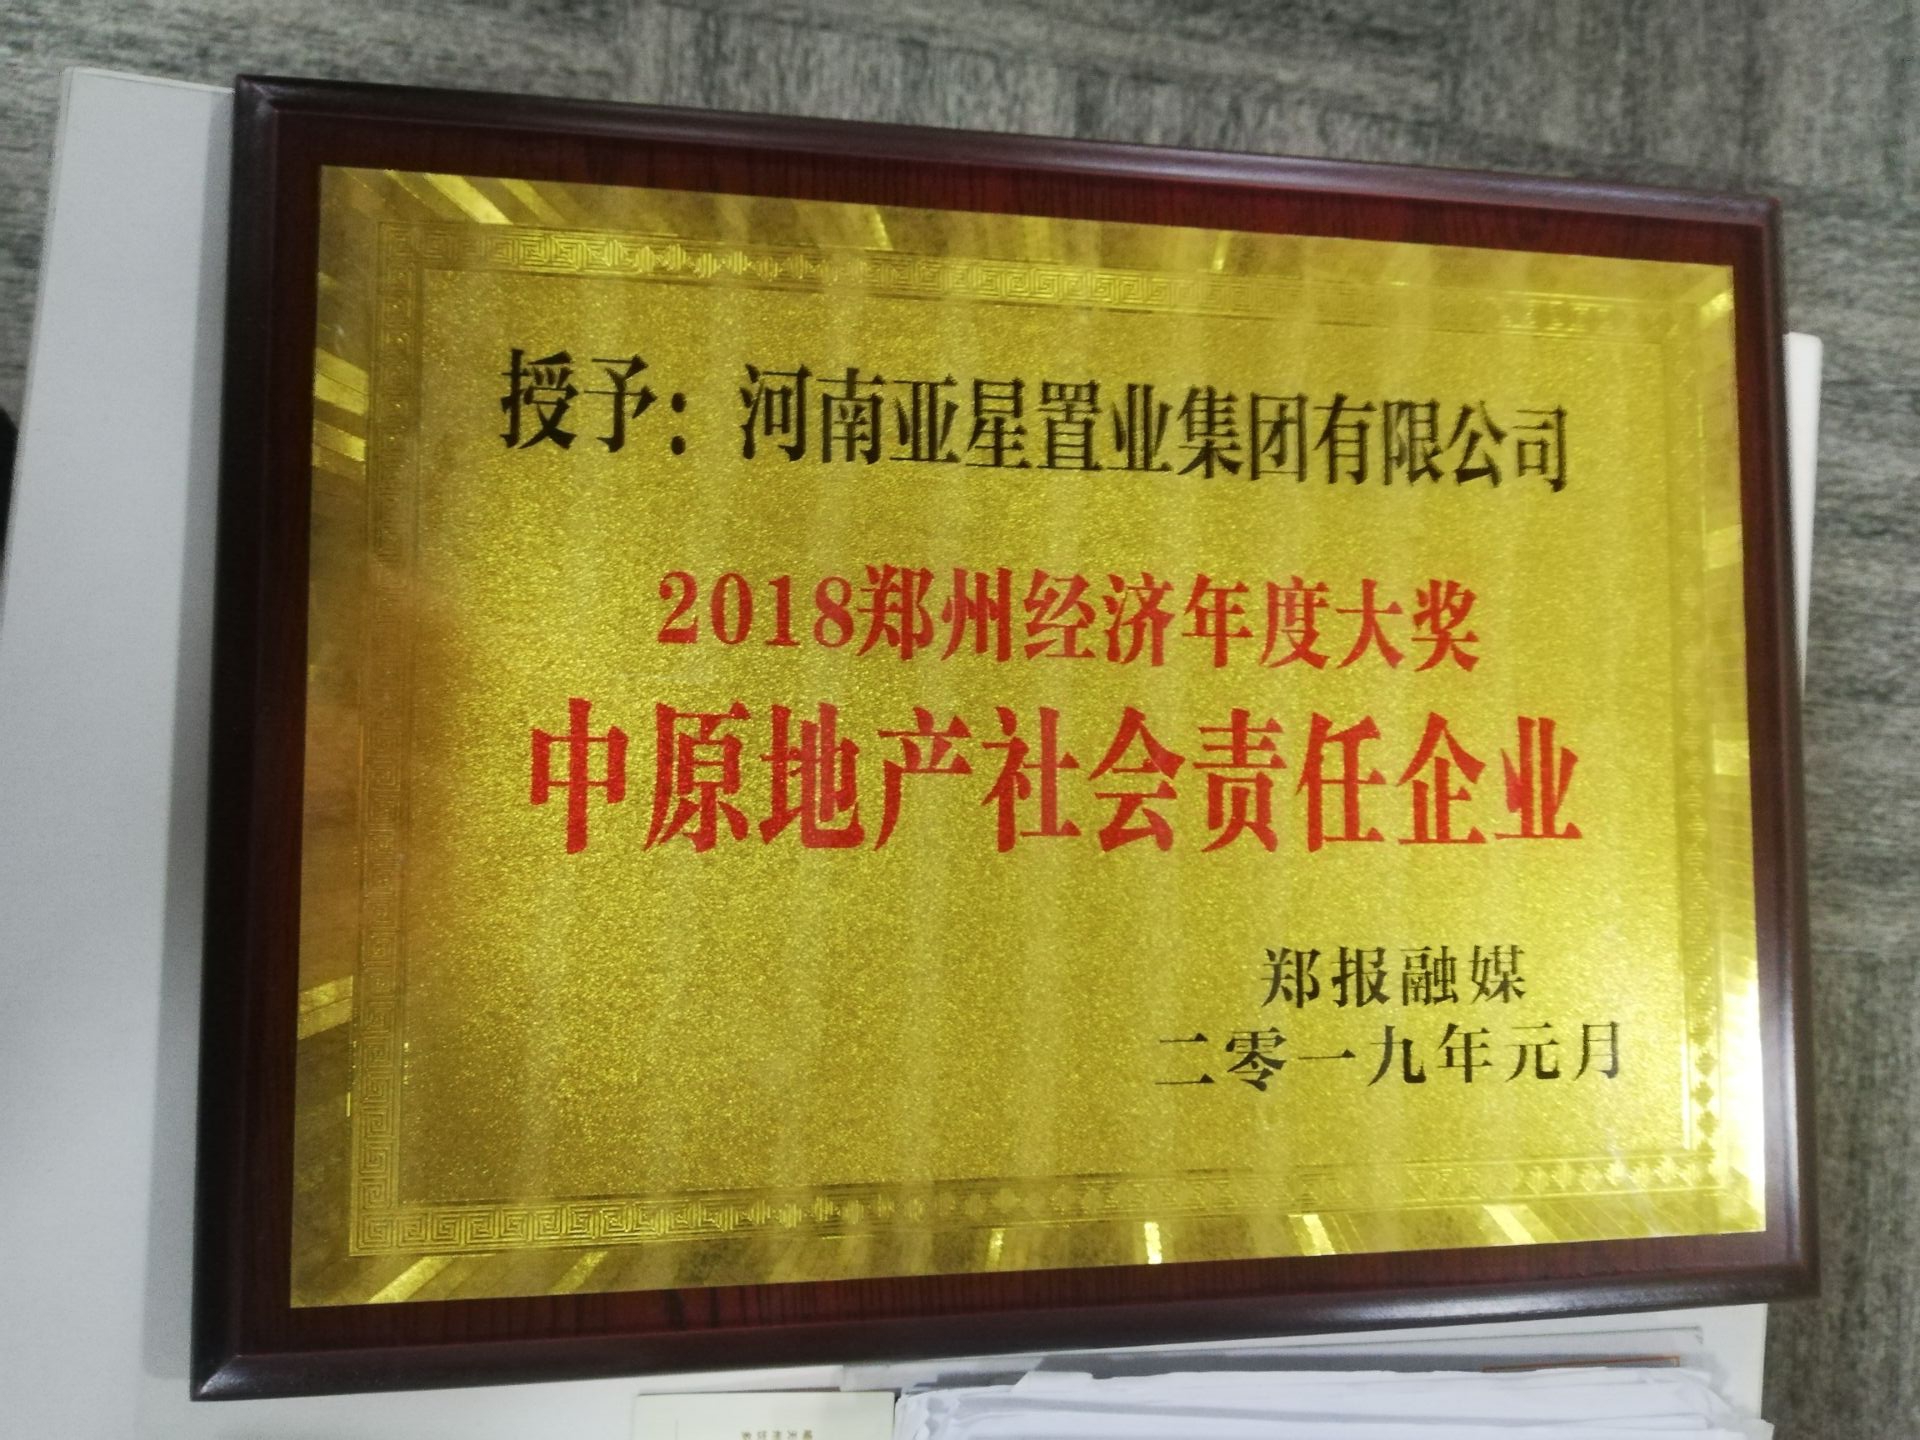 授予：河南亚星置业集团有限公司
2018郑州经济年度大奖
中原地产社会责任企业
郑报融媒
二零一九年元月